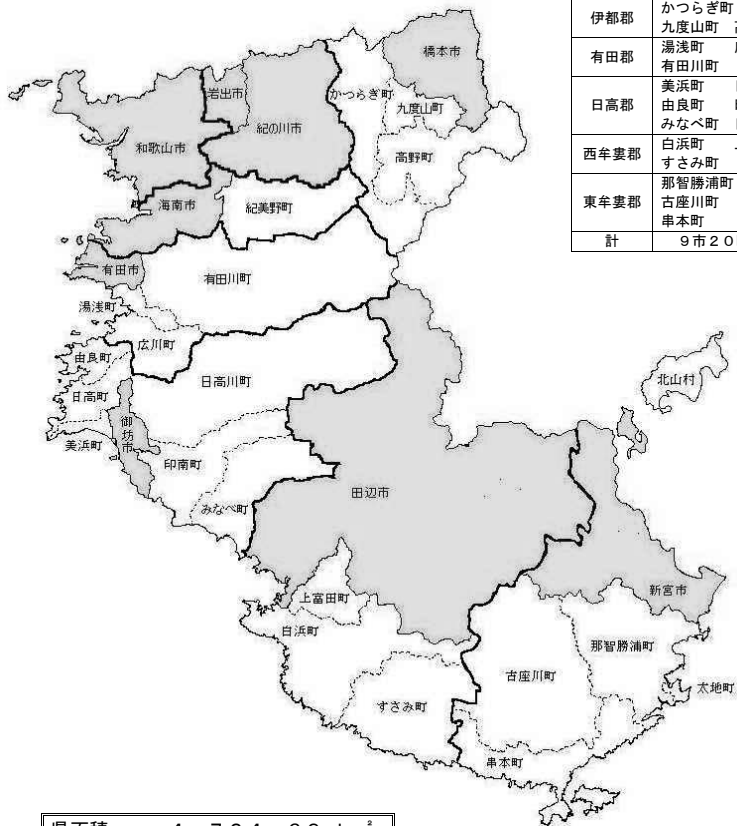 伊都郡 かつらぎ町
九度山町
有田郡 湯浅町
有田川町
日高郡 美浜町
由良町
みなべ町
西牟婁郡 白浜町
すさみ町
東牟婁郡 那智勝浦町
古座川町
串本町
計 9市20
橋本市
岩出市
かつらぎ町
九度山町
紀の川市
和歌山市
高野町
海南市
紀美野町
有田市
有田川町
湯浅町
広川町
由良町
日高川町
北山村
日高町
御坊市
美浜町
印南町
田辺市
みなべ町
新宮市
上富田町
白浜町
那智勝浦町
古座川町
太地町
すさみ町
串本町